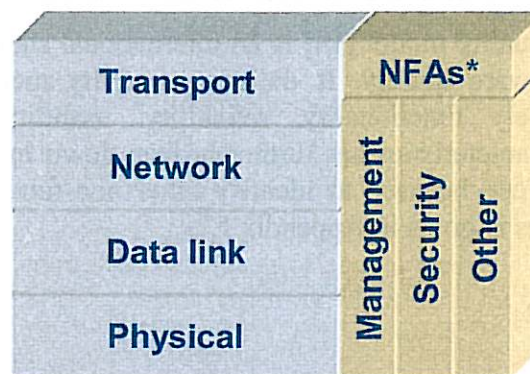 Transport
NFAs*
Network
Data link
Physical
Management
Security
Other